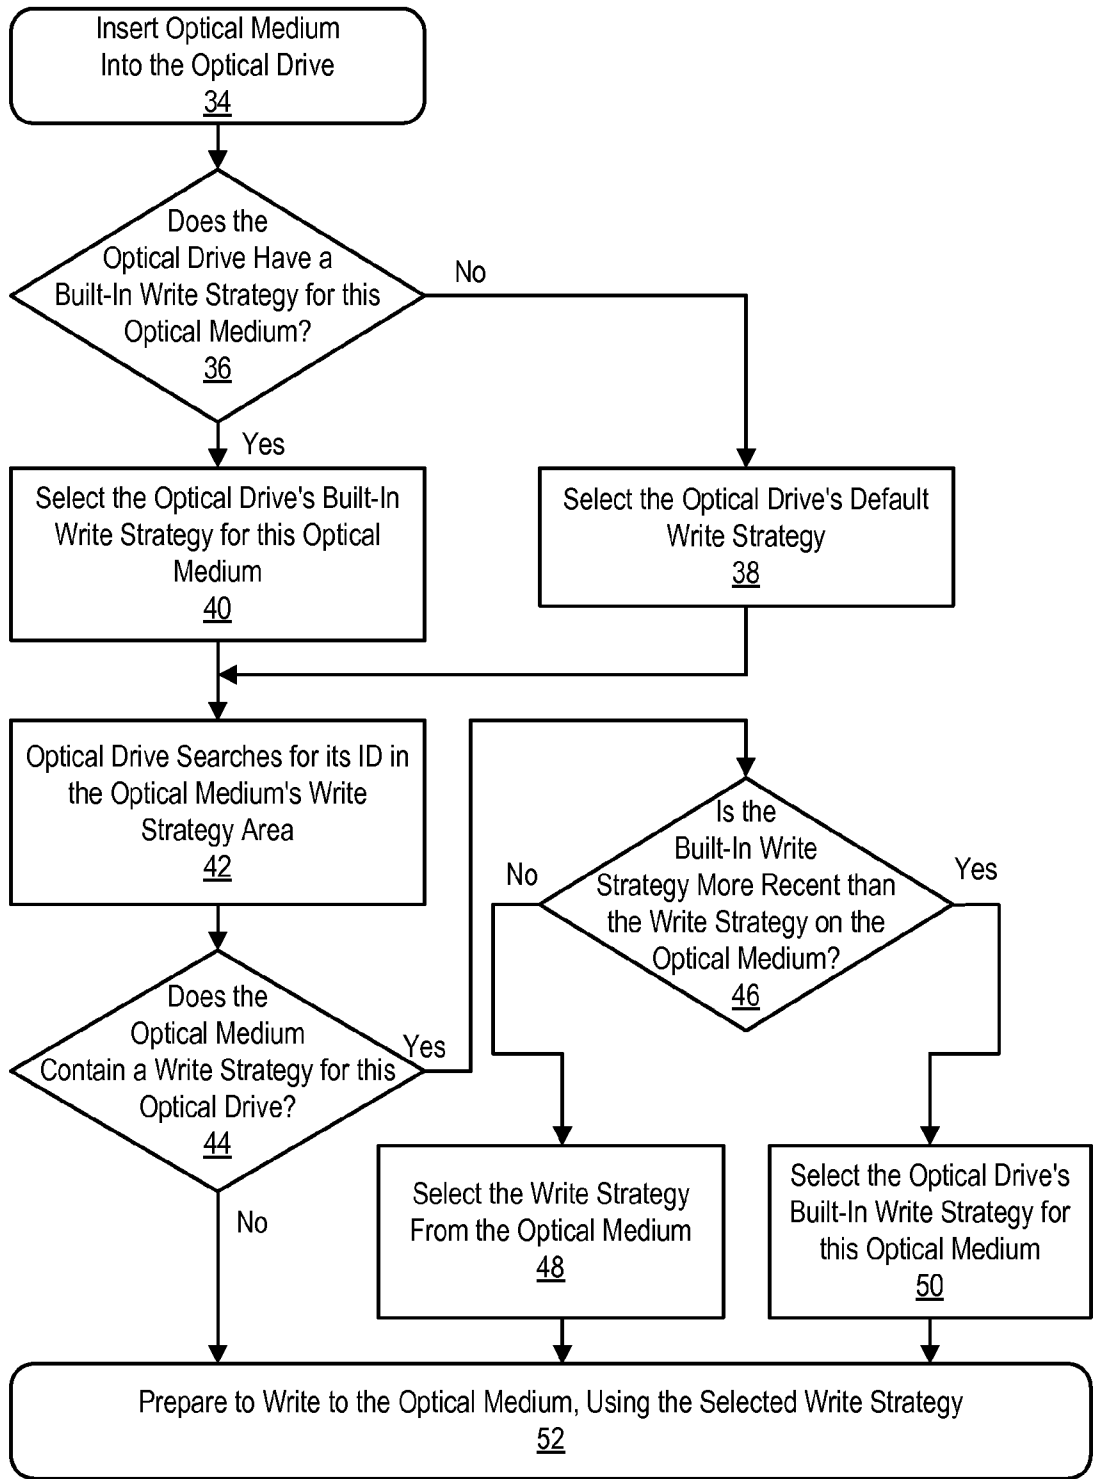 Insert Optical Medium
Into the Optical Drive
34
Does the
Optical Drive Have a
Built-In Write Strategy for this
Optical Medium?
36
No
Yes
Select the Optical Drive's Built-In
Write Strategy for this Optical
Medium
40
Select the Optical Drive's Default
Write Strategy
38
Optical Drive Searches for its ID in
the Optical Medium's Write
Strategy Area
42
Is the
Built-In Write
Strategy More Recent than
the Write Strategy on the
Optical Medium?
46
No
Yes
Does the
Optical Medium
Contain a Write Strategy for this
Optical Drive?
44
Yes
No
Select the Write Strategy
From the Optical Medium
48
Select the Optical Drive's
Built-In Write Strategy for
this Optical Medium
50
Prepare to Write to the Optical Medium, Using the Selected Write Strategy
52